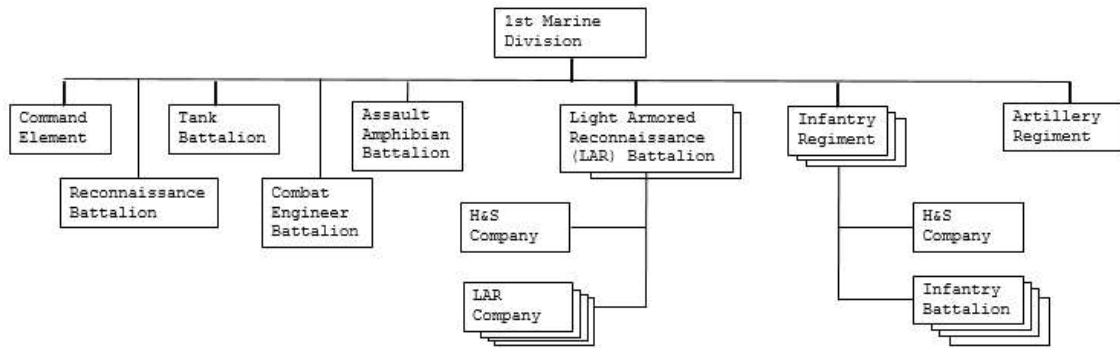 1st Marine
Division
Command
Element
Tank
Battalion
Assault
Amphibian
Battalion
Light Armored
Reconnaissance
(LAR) Battalion
Infantry
Regiment
Artillery
Regiment
Reconnaissance
Battalion
Combat
Engineer
Battalion
H&S
Company
H&S
Company
LAR
Company
Infantry
Battalion